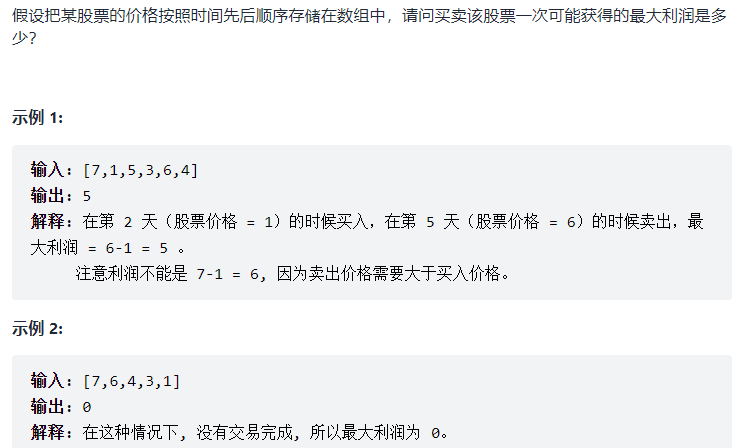 假设把某股票的价格按照时间先后顺序存储在数组中，请问买卖该股票一次可能获得的最大利润是多
少？
示例 1:
输入: [7,1,5,3,6,4]
输出: 5
解释: 在第 2 天（股票价格 = 1）的时候买入，在第 5 天（股票价格 = 6）的时候卖出，最
大利润 = 6-1 = 5 。
注意利润不能是 7-1 = 6, 因为卖出价格需要大于买入价格。
示例 2:
输入: [7,6,4,3,1]
输出: 0
解释: 在这种情况下, 没有交易完成, 所以最大利润为 0。